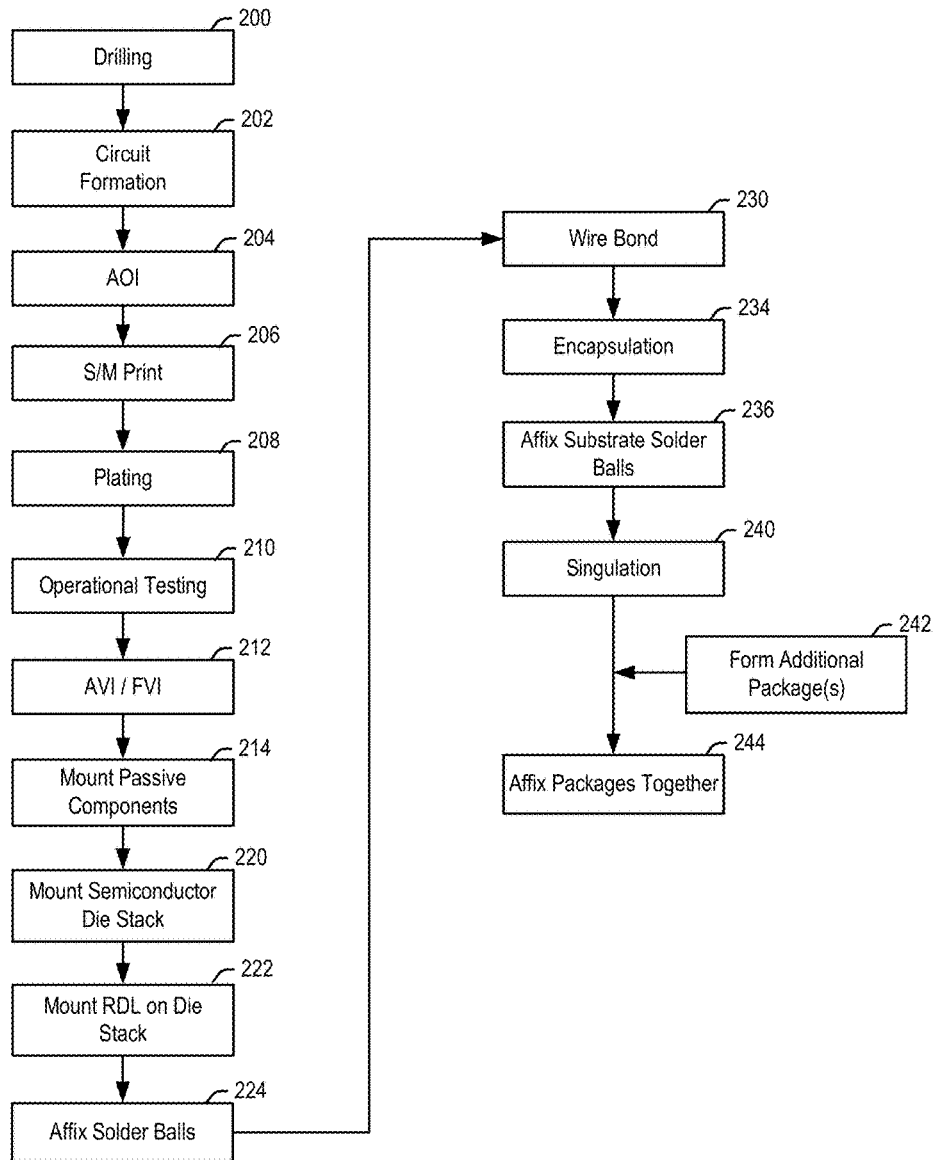 200
Drilling
202
Circuit
Formation
204
AOI
206
S/M Print
208
Plating
210
Operational Testing
212
AVI / FVI
214
Mount Passive
Components
220
Mount Semiconductor
Die Stack
222
Mount RDL on Die
Stack
224
Affix Solder Balls
230
Wire Bond
234
Encapsulation
236
Affix Substrate Solder
Balls
240
Singulation
242
Form Additional
Package(s)
244
Affix Packages Together